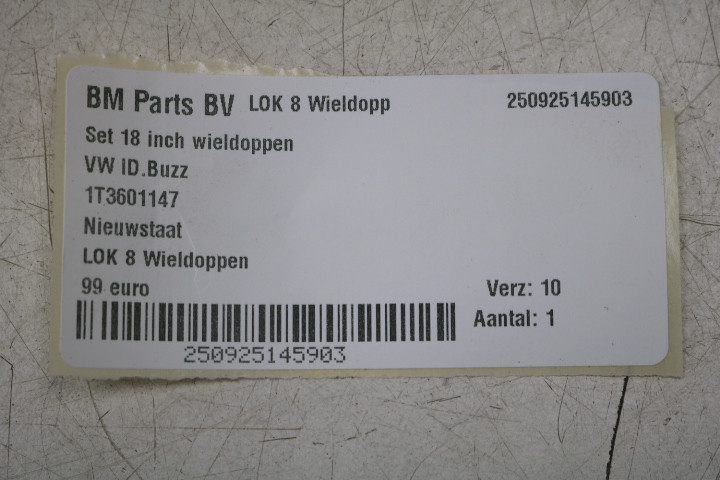 BM Parts BV LOK 8 Wieldopp 250925145903
Set 18 inch wieldoppen
VW ID.Buzz
1T3601147
Nieuwstaat
LOK 8 Wieldoppen
99 euro Verz: 10
Aantal: 1
250925145903